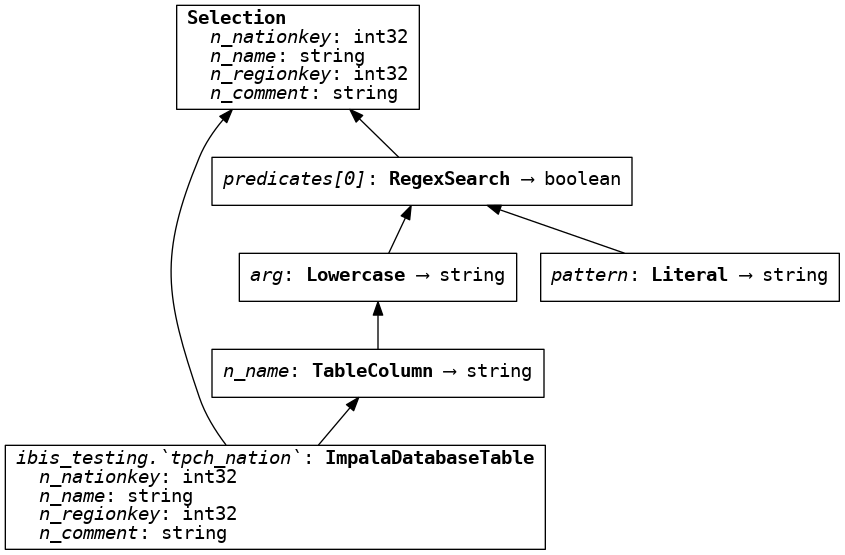 Selection
n_nationkey: int32
n_name: string
n_regionkey: int32
n_comment: string
predicates[0]: RegexSearch → boolean
arg: Lowercase → string
pattern: Literal → string
n_name: TableColumn → string
ibis_testing.`tpch_nation`: ImpalaDatabaseTable
n_nationkey: int32
n_name: string
n_regionkey: int32
n_comment: string